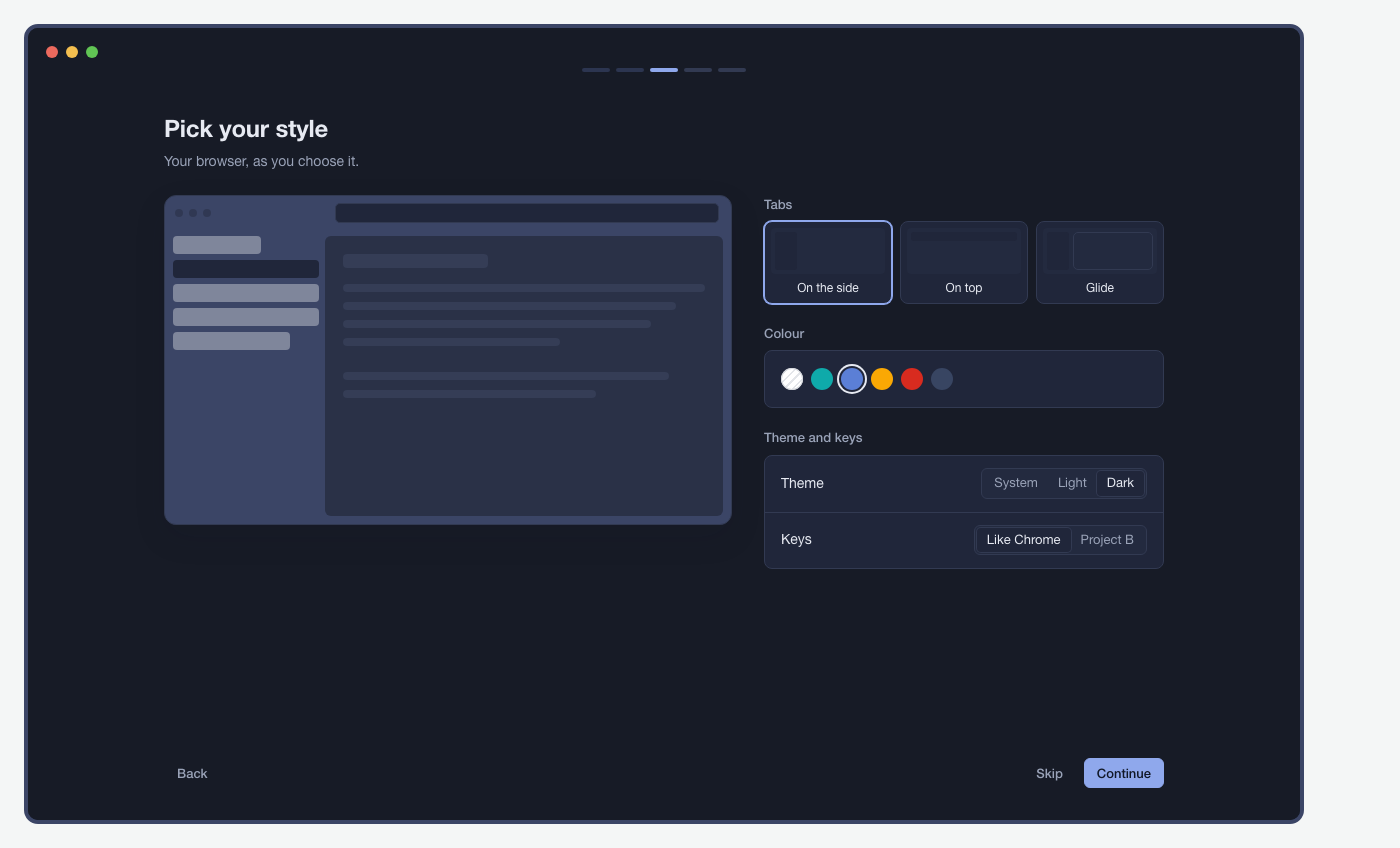 Pick your style
Your browser, as you choose it.
Tabs
On the side
On top
Glide
Colour
Theme and keys
Theme
System
Light
Dark
Keys
Like Chrome
Project B
Back
Skip
Continue